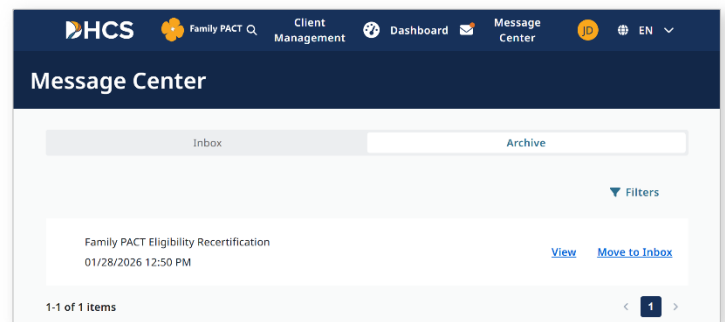 DHCS Family PACT Client Management Dashboard Message Center JD EN
Message Center
Inbox Archive
Filters
Family PACT Eligibility Recertification
01/28/2026 12:50 PM
View Move to Inbox
1-1 of 1 items 1